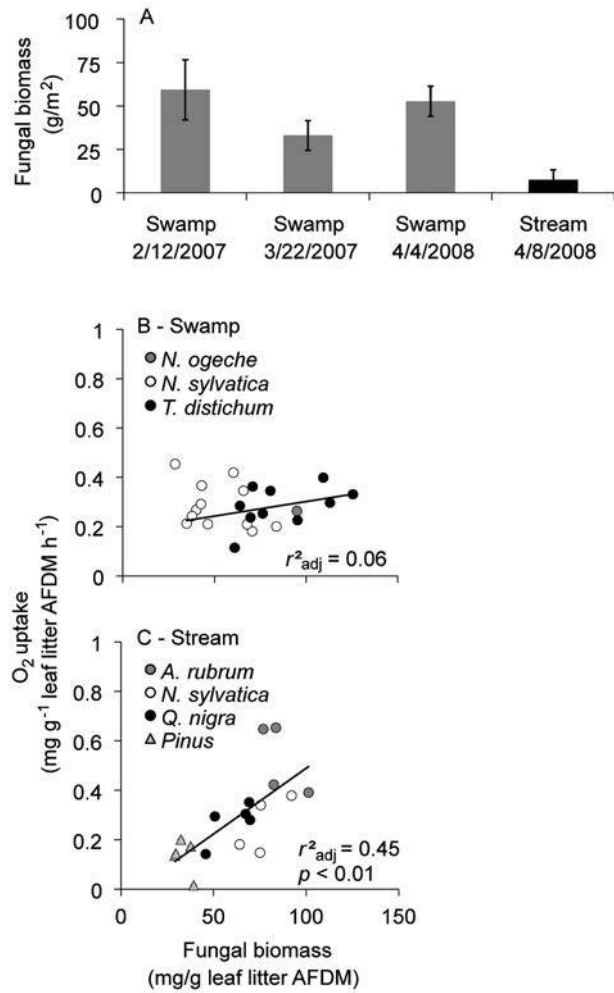 A
Fungal biomass
(g/m²)
100
75
50
25
0
Swamp
2/12/2007
Swamp
3/22/2007
Swamp
4/4/2008
Stream
4/8/2008
B - Swamp
N. ogeche
N. sylvatica
T. distichum
1
0.8
0.6
0.4
0.2
0
r²adj = 0.06
O₂ uptake
(mg g⁻¹ leaf litter AFDM h⁻¹)
C - Stream
A. rubrum
N. sylvatica
Q. nigra
Pinus
1
0.8
0.6
0.4
0.2
0
r²adj = 0.45
p < 0.01
0 50 100 150
Fungal biomass
(mg/g leaf litter AFDM)